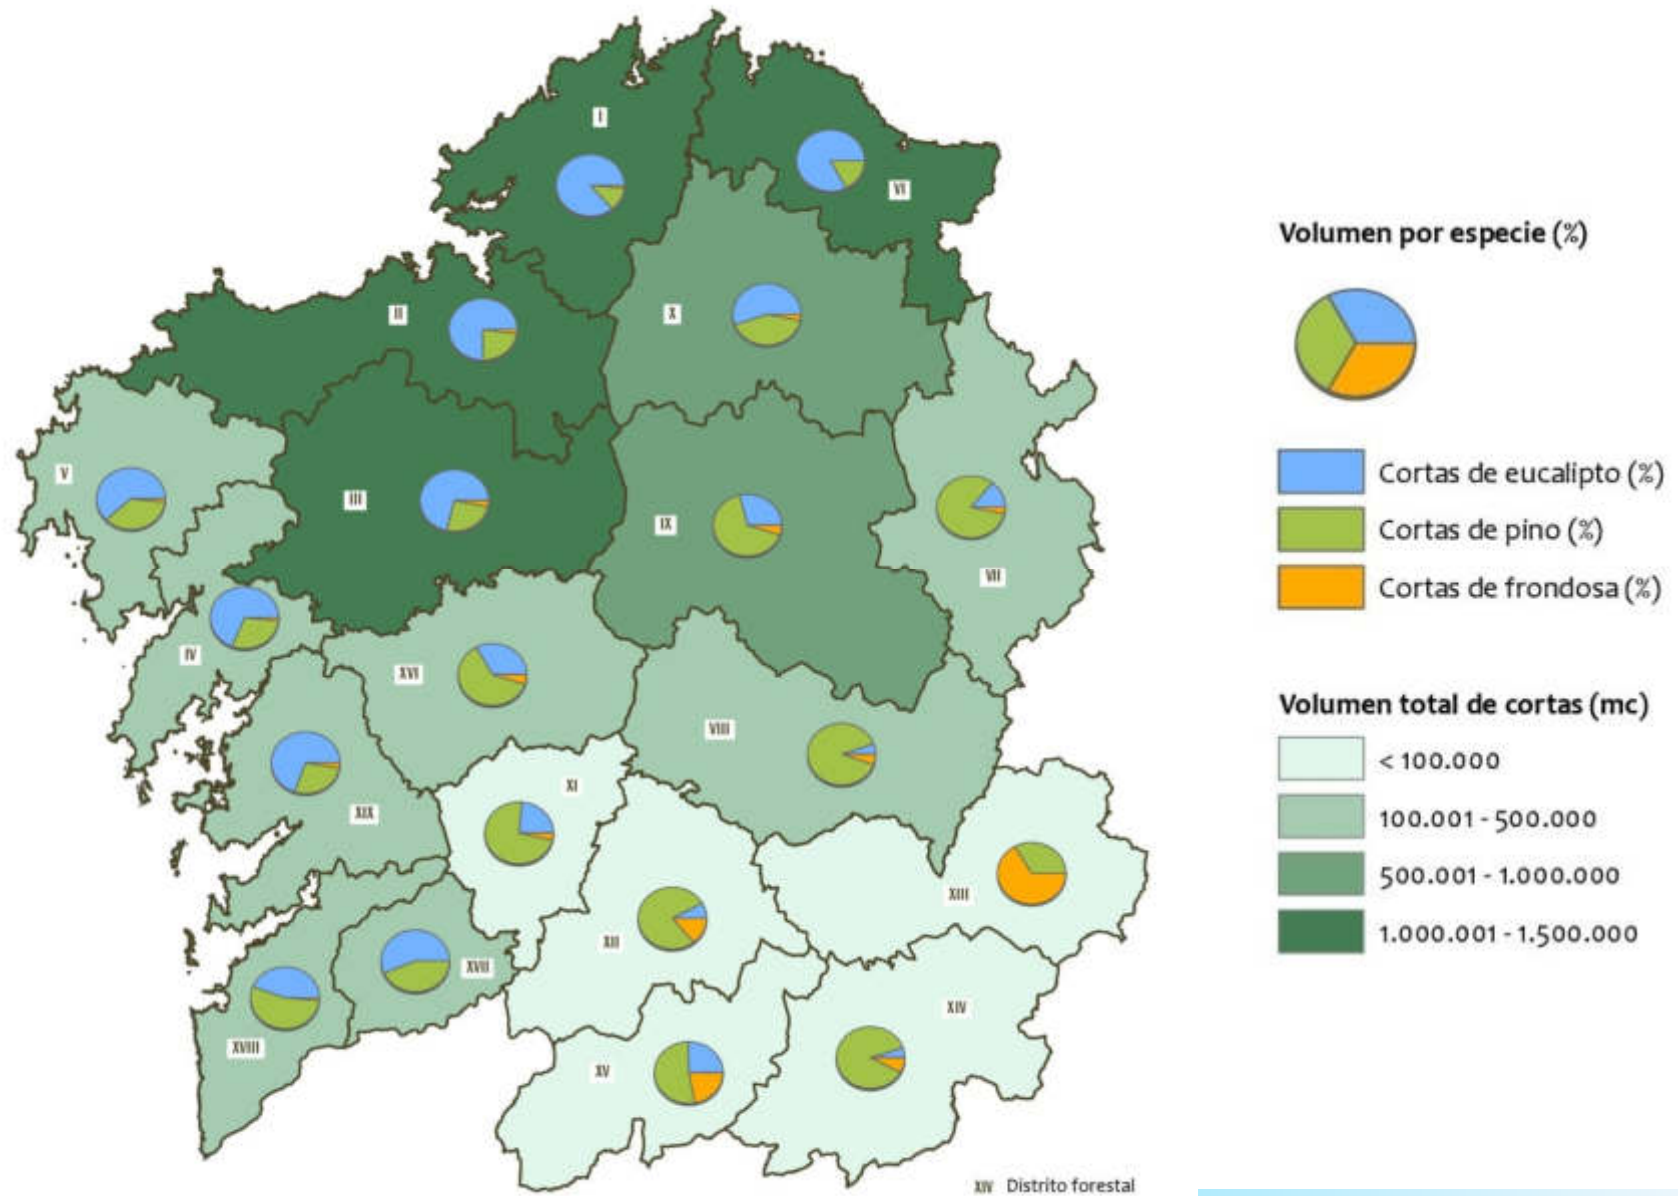 I
VI
II
X
V
III
IX
VII
IV
XVI
VIII
XI
XIX
XIII
XII
XVII
XIV
XVIII
XV
XIV Distrito forestal
Volumen por especie (%)
Cortas de eucalipto (%)
Cortas de pino (%)
Cortas de frondosa (%)
Volumen total de cortas (mc)
< 100.000
100.001 - 500.000
500.001 - 1.000.000
1.000.001 - 1.500.000